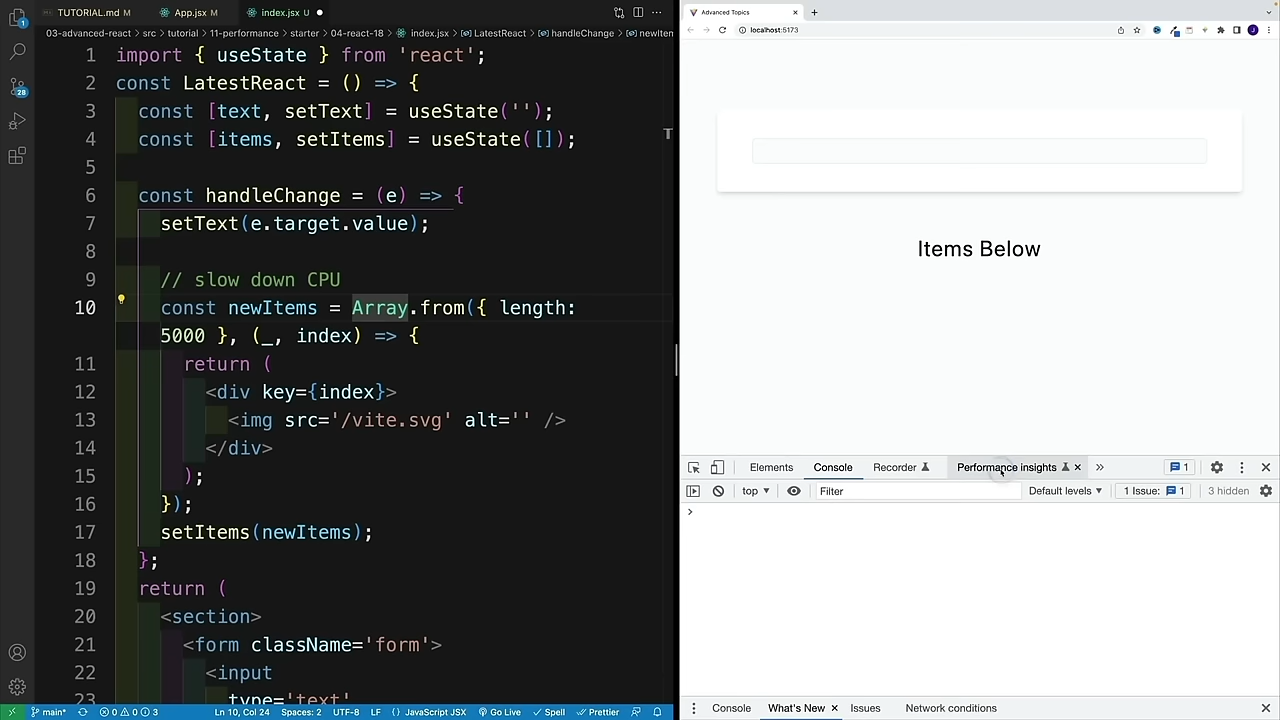 TUTORIAL.md M
App.jsx M
index.jsx U
03-advanced-react > src > tutorial > 11-performance > starter > 04-react-18 > index.jsx > LatestReact > handleChange > newItem
1 import { useState } from 'react';
2 const LatestReact = () => {
3 const [text, setText] = useState('');
4 const [items, setItems] = useState([]);
5
6 const handleChange = (e) => {
7 setText(e.target.value);
8
9 // slow down CPU
10 const newItems = Array.from({ length:
5000 }, (_, index) => {
11 return (
12 <div key={index}>
13 <img src='/vite.svg' alt='' />
14 </div>
15 );
16 });
17 setItems(newItems);
18 };
19 return (
20 <section>
21 <form className='form'>
22 <input
23 type='text'
1
28
main*
0 0 3
Ln 10, Col 24
Spaces: 2
UTF-8
LF
{ } JavaScript JSX
Go Live
Spell
Prettier
Advanced Topics
localhost:5173
J
Items Below
Elements
Console
Recorder
Performance insights
1
top
Filter
Default levels
1 Issue: 1
3 hidden
Console
What's New
Issues
Network conditions